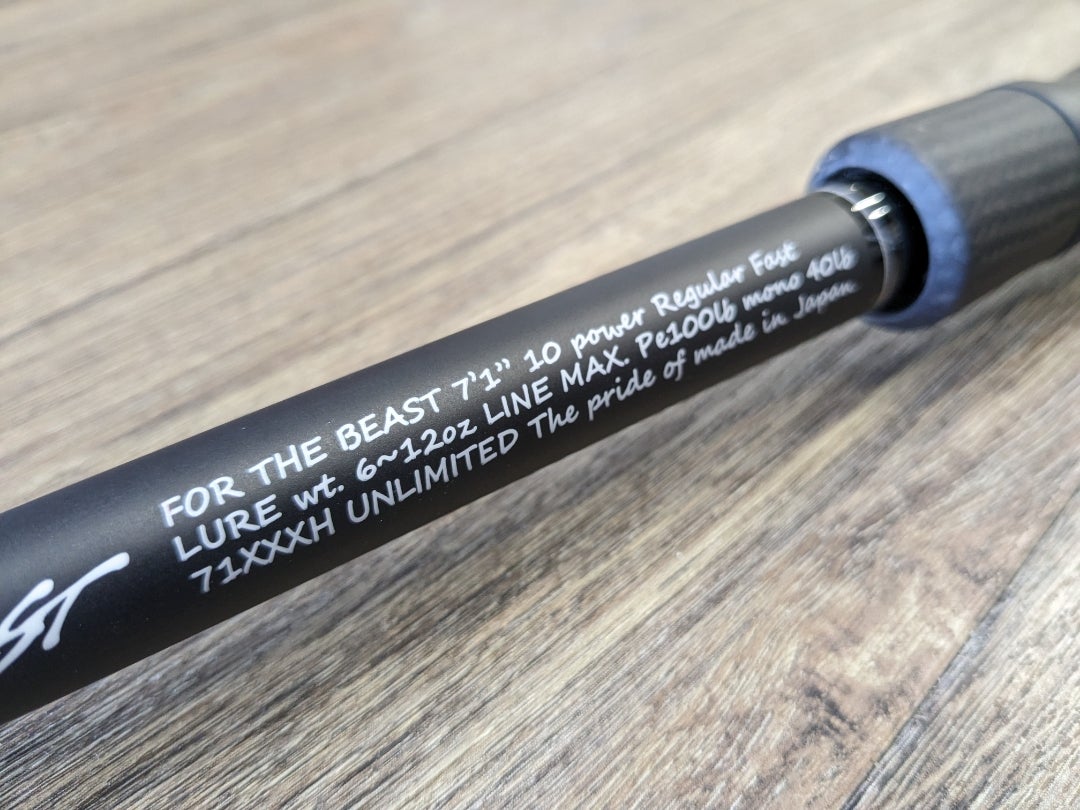 FOR THE BEAST 7'1" 10 power Regular Fast
LURE wt. 6~12oz LINE MAX. Pe100lb mono 40lb
71XXXH UNLIMITED The pride of made in Japan.
ST